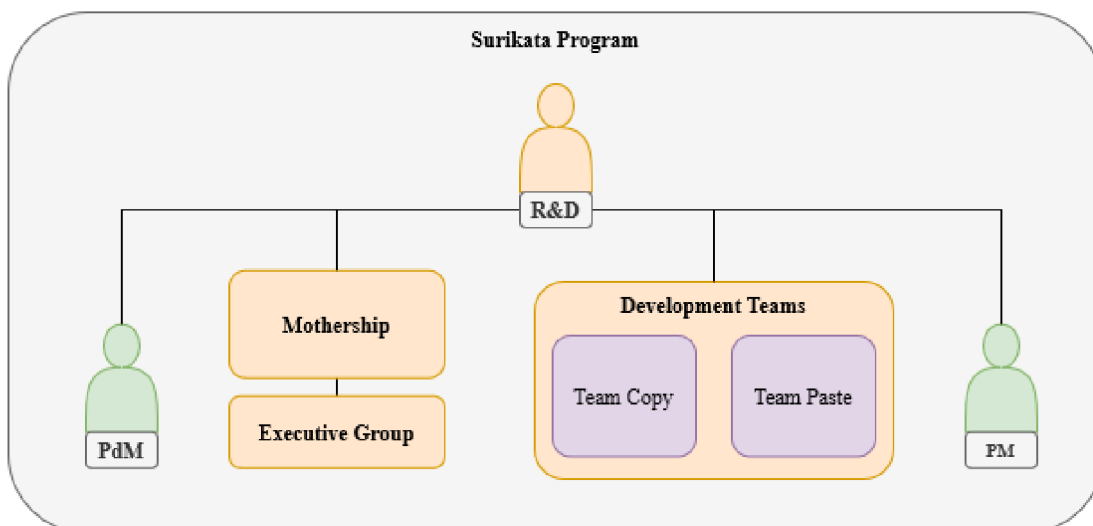 Surikata Program
R&D
Mothership
Development Teams
Team Copy
Team Paste
Executive Group
PdM
PM